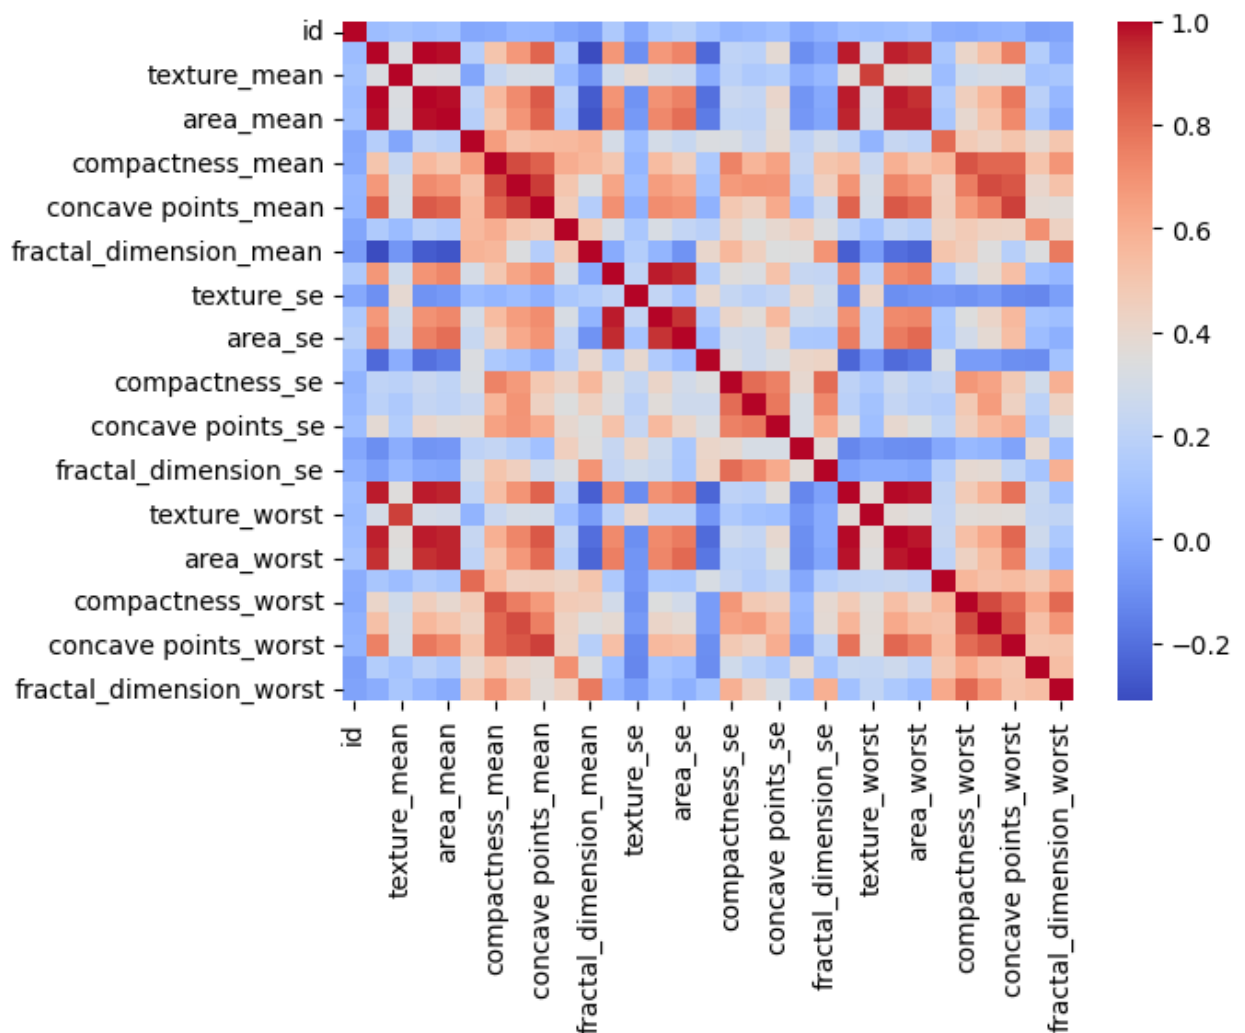 id
texture_mean
area_mean
compactness_mean
concave points_mean
fractal_dimension_mean
texture_se
area_se
compactness_se
concave points_se
fractal_dimension_se
texture_worst
area_worst
compactness_worst
concave points_worst
fractal_dimension_worst
id
texture_mean
area_mean
compactness_mean
concave points_mean
fractal_dimension_mean
texture_se
area_se
compactness_se
concave points_se
fractal_dimension_se
texture_worst
area_worst
compactness_worst
concave points_worst
fractal_dimension_worst
1.0
0.8
0.6
0.4
0.2
0.0
−0.2